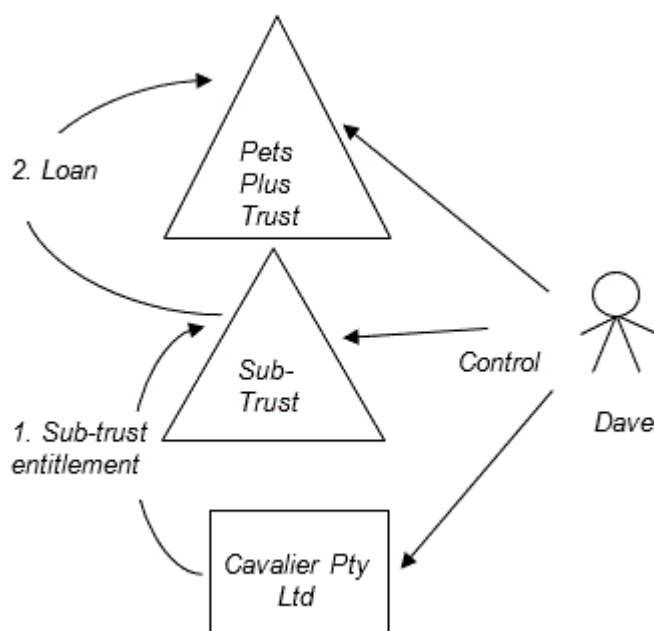 Pets
Plus
Trust
2. Loan
Sub-
Trust
Control
Dave
1. Sub-trust
entitlement
Cavalier Pty
Ltd